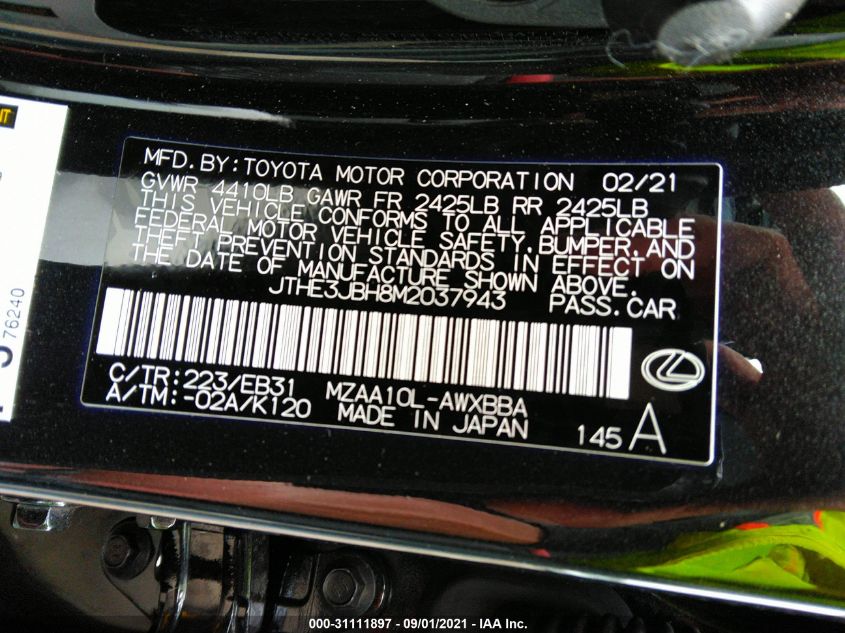 MFD.BY:TOYOTA MOTOR CORPORATION 02/21
GVWR 4410LB GAWR FR 2425LB RR 2425LB
THIS VEHICLE CONFORMS TO ALL APPLICABLE
FEDERAL MOTOR VEHICLE SAFETY,BUMPER,AND
THEFT PREVENTION STANDARDS IN EFFECT ON
THE DATE OF MANUFACTURE SHOWN ABOVE.
JTHE3JBH8M2037943 PASS.CAR
C/TR:223/EB31 MZAA10L-AWXBBA
A/TM:-02A/K120 MADE IN JAPAN 145 A
76240
000-31111897 - 09/01/2021 - IAA Inc.